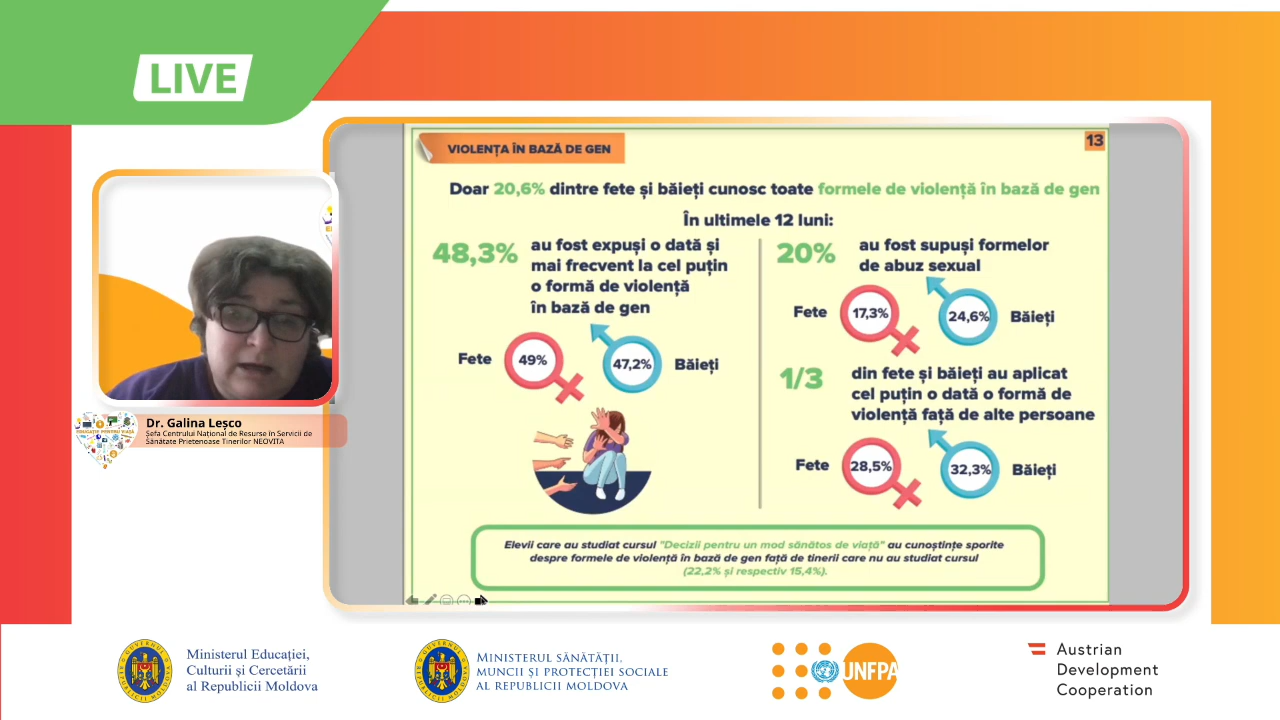 LIVE
VIOLENȚA ÎN BAZĂ DE GEN
13
Doar 20,6% dintre fete și băieți cunosc toate formele de violență în bază de gen
În ultimele 12 luni:
48,3%
au fost expuși o dată și
mai frecvent la cel puțin
o formă de violență
în bază de gen
Fete
49%
47,2%
Băieți
20%
au fost supuși formelor
de abuz sexual
Fete
17,3%
24,6%
Băieți
1/3
din fete și băieți au aplicat
cel puțin o dată o formă de
violență față de alte persoane
Fete
28,5%
32,3%
Băieți
Elevii care au studiat cursul "Decizii pentru un mod sănătos de viață" au cunoștințe sporite
despre formele de violență în bază de gen față de tinerii care nu au studiat cursul
(22,2% și respectiv 15,4%).
EDUCAȚIE PENTRU VIAȚĂ
Dr. Galina Leșco
Șefa Centrului Național de Resurse în Servicii de
Sănătate Prietenoase Tinerilor NEOVITA
Ministerul Educației,
Culturii și Cercetării
al Republicii Moldova
MINISTERUL SĂNĂTĂȚII,
MUNCII ȘI PROTECȚIEI SOCIALE
AL REPUBLICII MOLDOVA
UNFPA
Austrian
Development
Cooperation